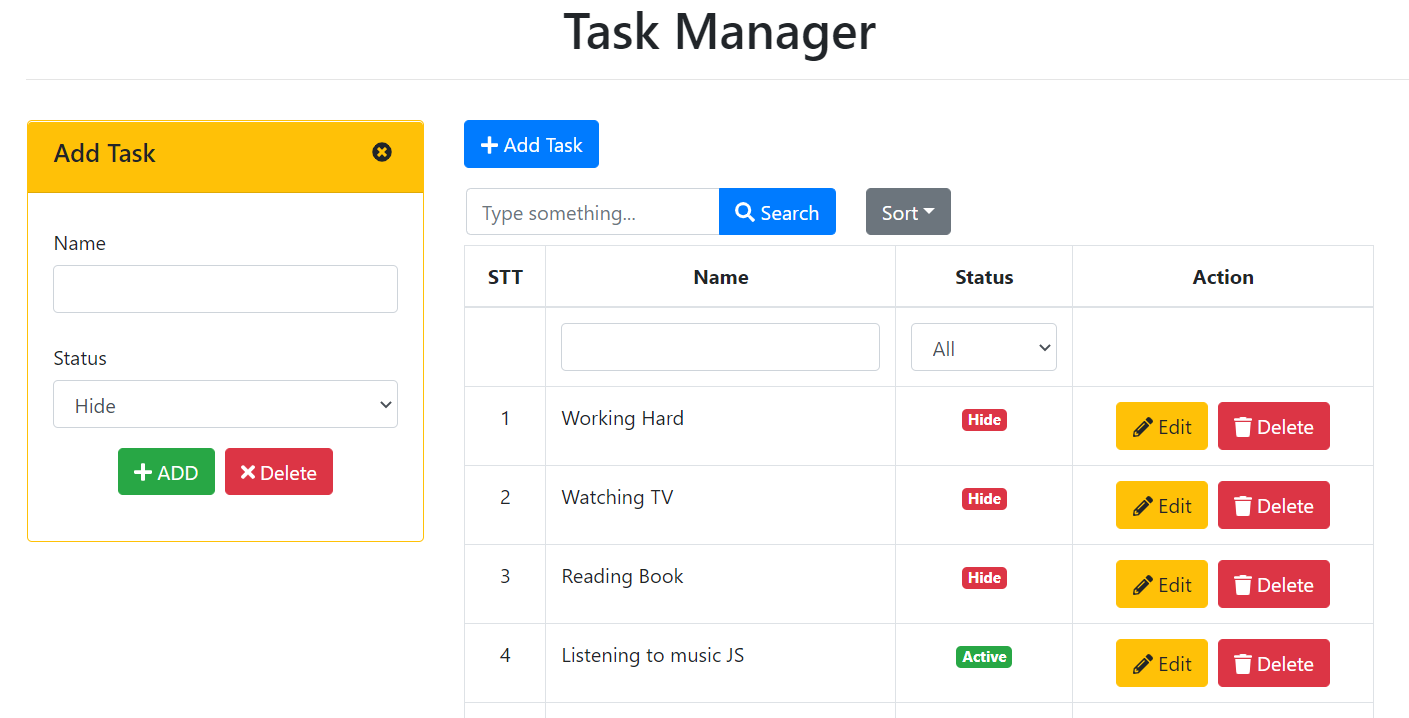 Task Manager
Add Task
Name
Status
Hide
ADD
Delete
Add Task
Type something...
Search
Sort
STT Name Status Action
All
1 Working Hard Hide Edit Delete
2 Watching TV Hide Edit Delete
3 Reading Book Hide Edit Delete
4 Listening to music JS Active Edit Delete